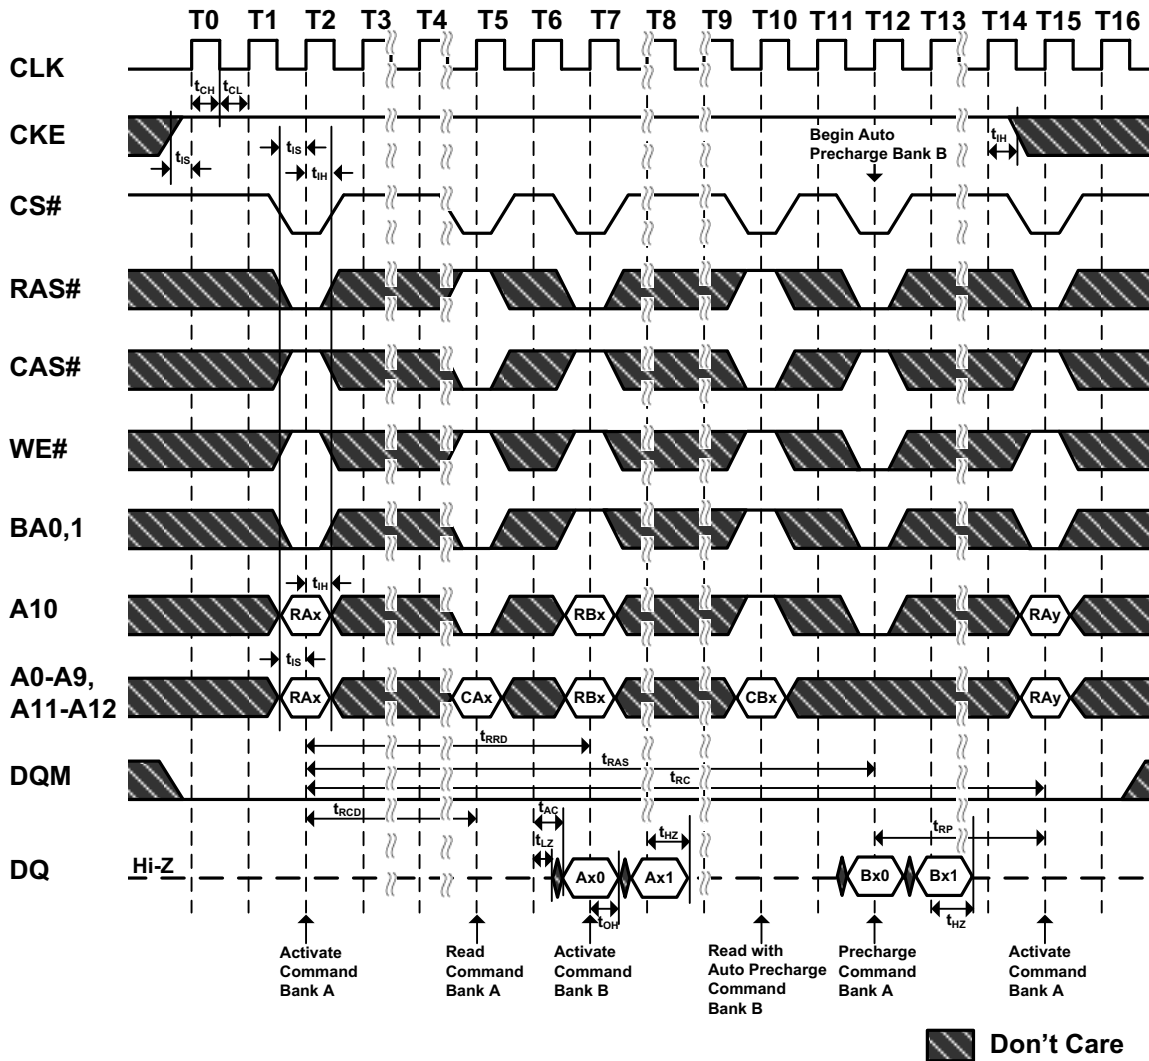 T0 T1 T2 T3 T4 T5 T6 T7 T8 T9 T10 T11 T12 T13 T14 T15 T16
CLK
tCH tCL
CKE
tIS
tIS
tIH
Begin Auto
Precharge Bank B
tIH
CS#
RAS#
CAS#
WE#
BA0,1
tIH
A10
RAx RBx RAy
tIS
A0-A9,
A11-A12
RAx CAx RBx CBx RAy
tRRD
tRAS
tRC
DQM
tRCD
tAC
tLZ
tHZ
tRP
DQ
Hi-Z
Ax0 Ax1 Bx0 Bx1
tOH
tHZ
Activate
Command
Bank A
Read
Command
Bank A
Activate
Command
Bank B
Read with
Auto Precharge
Command
Bank B
Precharge
Command
Bank A
Activate
Command
Bank A
Don't Care